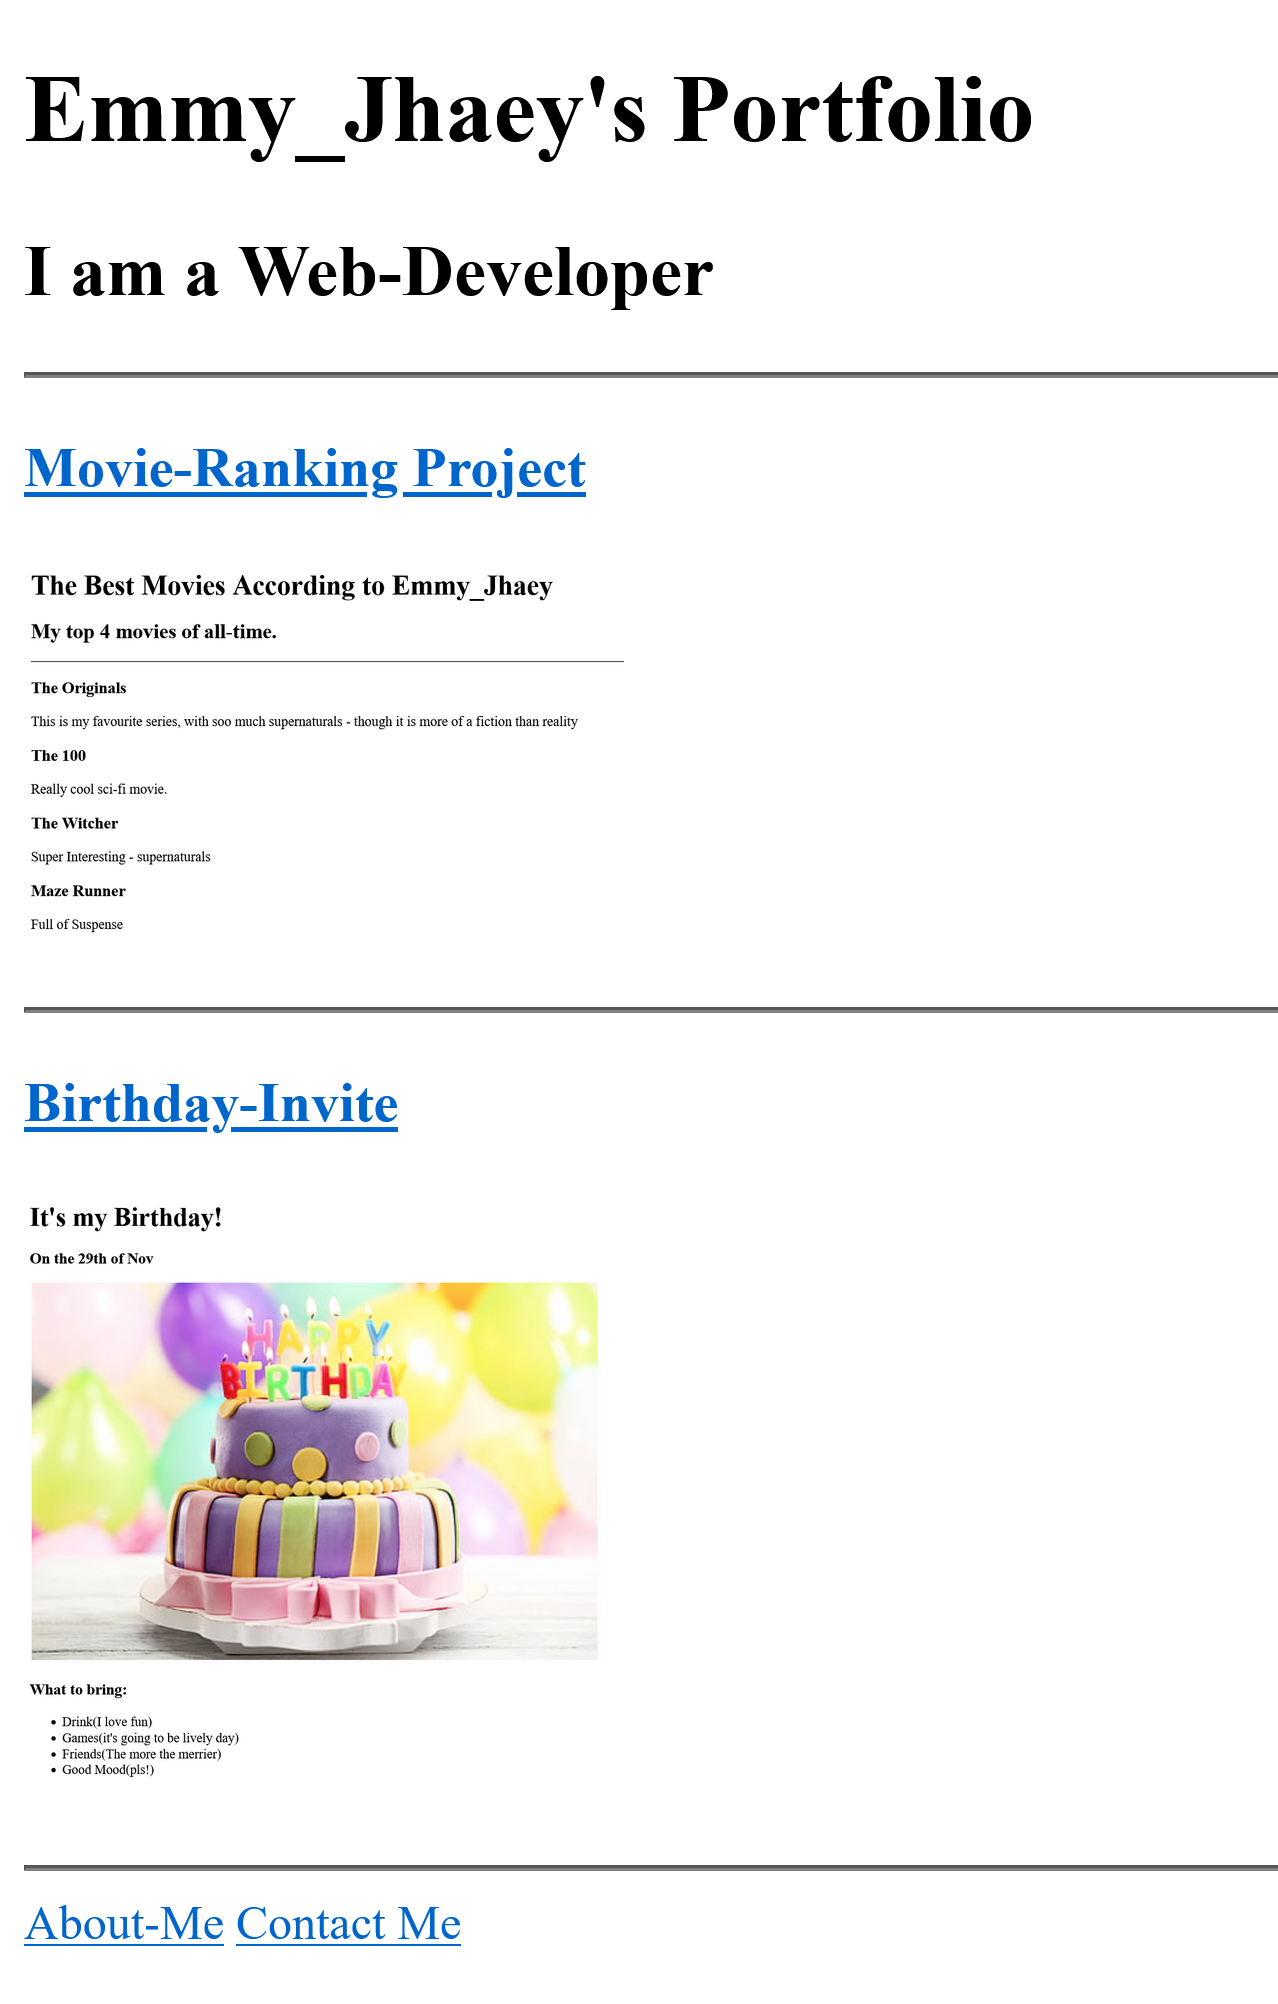 Emmy_Jhaey's Portfolio
I am a Web-Developer
Movie-Ranking Project
The Best Movies According to Emmy_Jhaey
My top 4 movies of all-time.
The Originals
This is my favourite series, with soo much supernaturals - though it is more of a fiction than reality
The 100
Really cool sci-fi movie.
The Witcher
Super Interesting - supernaturals
Maze Runner
Full of Suspense
Birthday-Invite
It's my Birthday!
On the 29th of Nov
HAPPY
BIRTHDAY
What to bring:
• Drink(I love fun)
• Games(it's going to be lively day)
• Friends(The more the merrier)
• Good Mood(pls!)
About-Me Contact Me